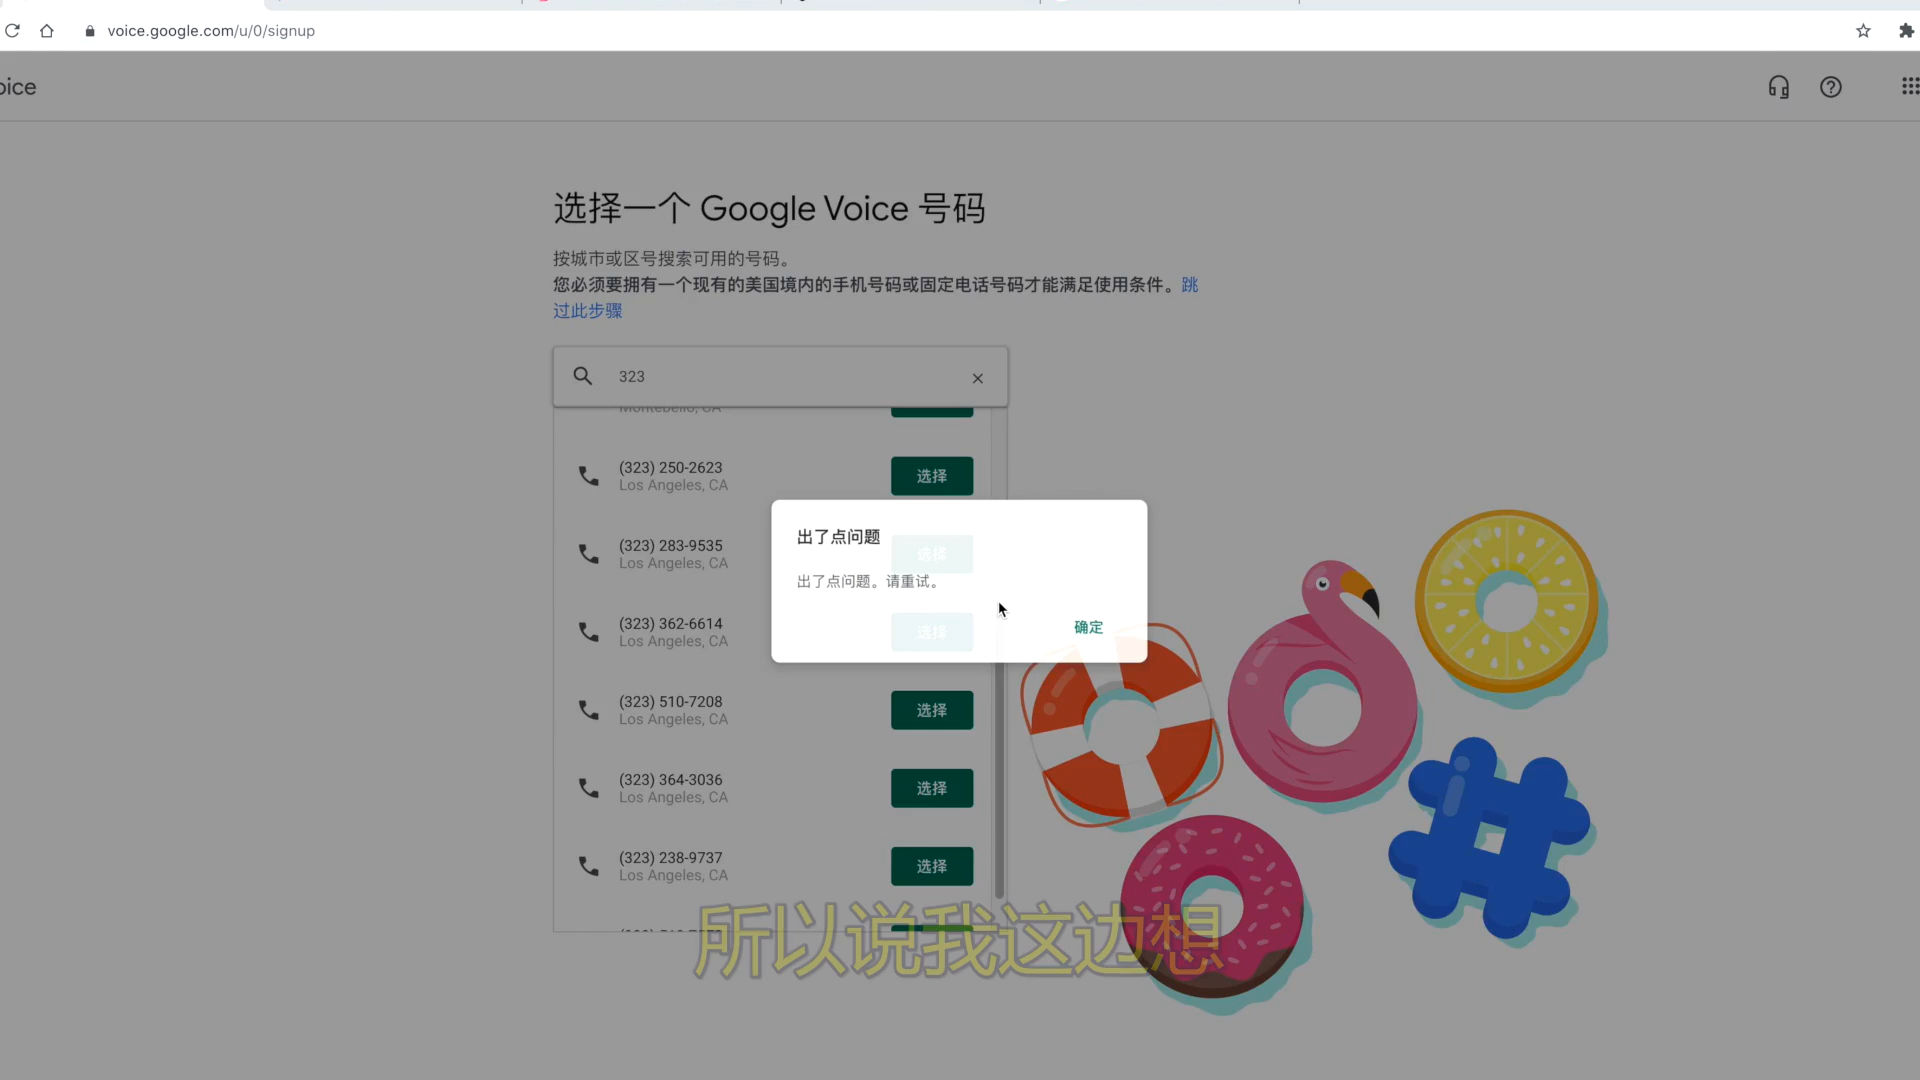 voice.google.com/u/0/signup
oice
选择一个 Google Voice 号码
按城市或区号搜索可用的号码。
您必须要拥有一个现有的美国境内的手机号码或固定电话号码才能满足使用条件。跳
过此步骤
323
Montebello, CA
(323) 250-2623
Los Angeles, CA
选择
(323) 283-9535
Los Angeles, CA
选择
(323) 362-6614
Los Angeles, CA
选择
(323) 510-7208
Los Angeles, CA
选择
(323) 364-3036
Los Angeles, CA
选择
(323) 238-9737
Los Angeles, CA
选择
出了点问题
出了点问题。请重试。
确定
所以说我这边想